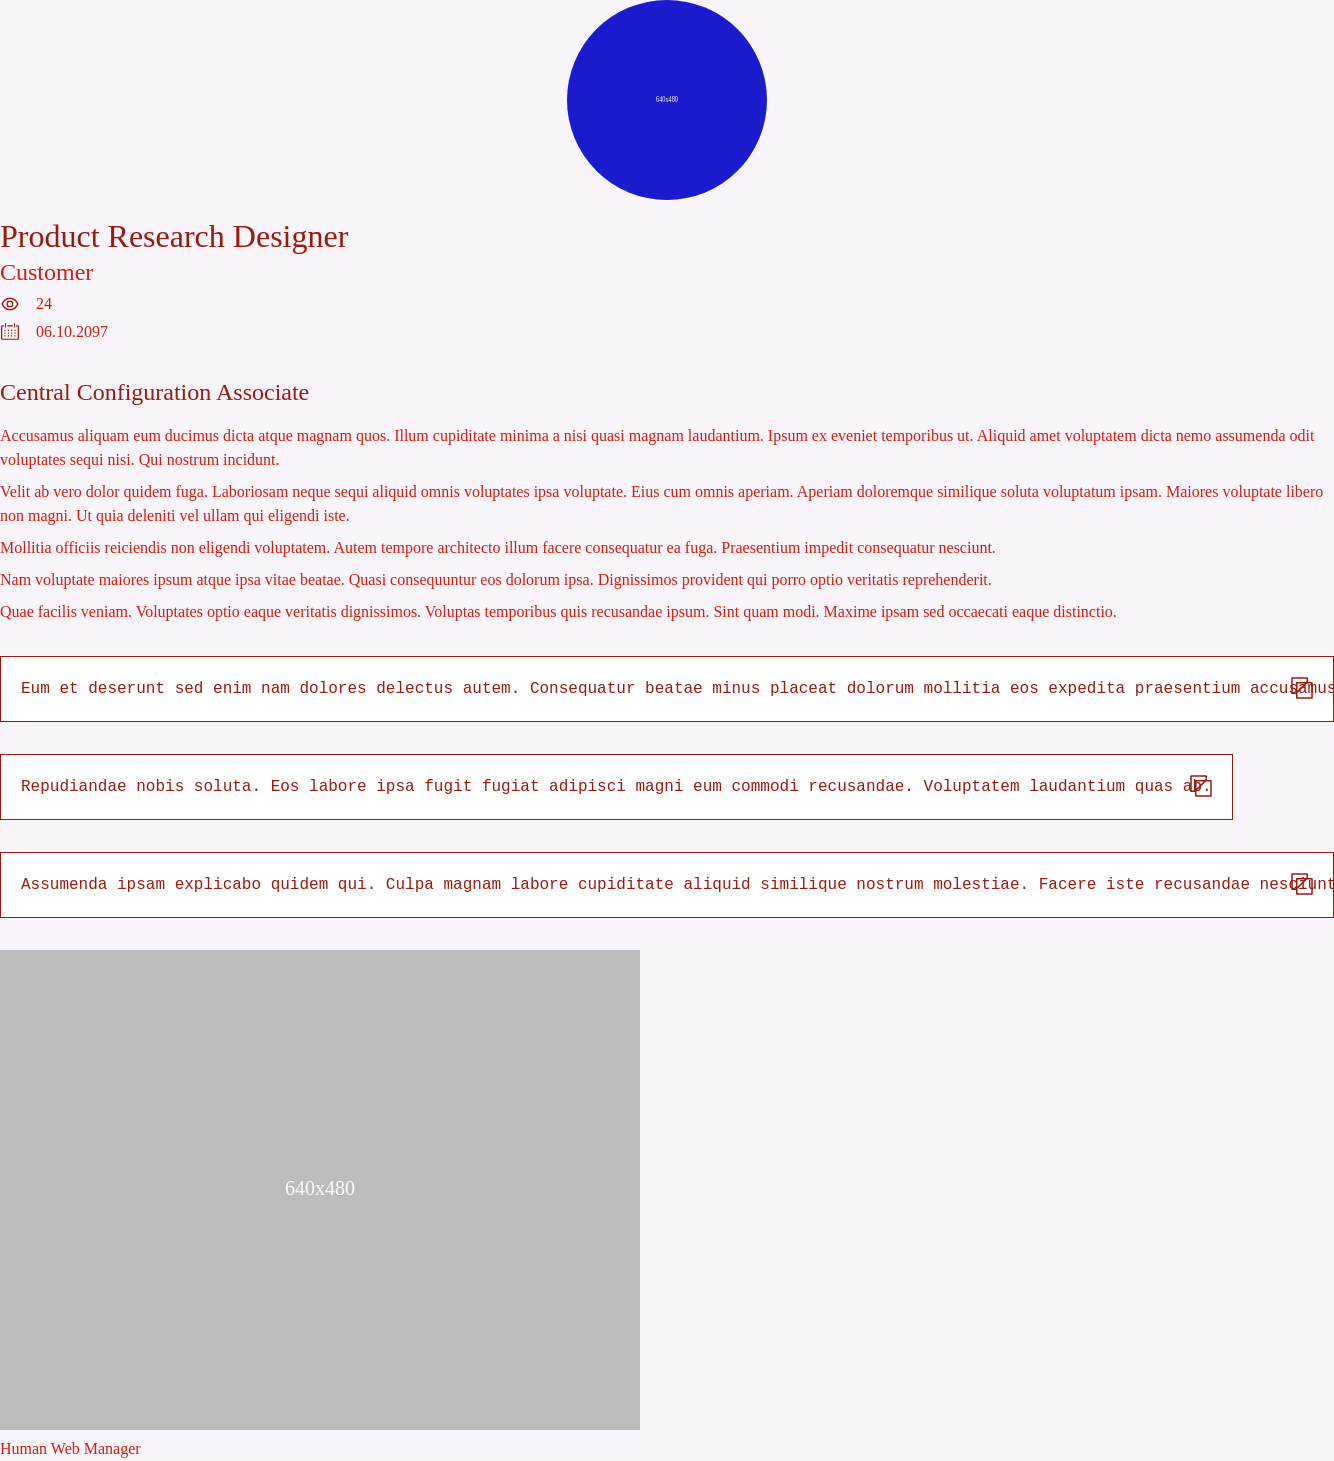 640x480
Product Research Designer
Customer
24
06.10.2097
Central Configuration Associate
Accusamus aliquam eum ducimus dicta atque magnam quos. Illum cupiditate minima a nisi quasi magnam laudantium. Ipsum ex eveniet temporibus ut. Aliquid amet voluptatem dicta nemo assumenda odit
voluptates sequi nisi. Qui nostrum incidunt.
Velit ab vero dolor quidem fuga. Laboriosam neque sequi aliquid omnis voluptates ipsa voluptate. Eius cum omnis aperiam. Aperiam doloremque similique soluta voluptatum ipsam. Maiores voluptate libero
non magni. Ut quia deleniti vel ullam qui eligendi iste.
Mollitia officiis reiciendis non eligendi voluptatem. Autem tempore architecto illum facere consequatur ea fuga. Praesentium impedit consequatur nesciunt.
Nam voluptate maiores ipsum atque ipsa vitae beatae. Quasi consequuntur eos dolorum ipsa. Dignissimos provident qui porro optio veritatis reprehenderit.
Quae facilis veniam. Voluptates optio eaque veritatis dignissimos. Voluptas temporibus quis recusandae ipsum. Sint quam modi. Maxime ipsam sed occaecati eaque distinctio.
Eum et deserunt sed enim nam dolores delectus autem. Consequatur beatae minus placeat dolorum mollitia eos expedita praesentium accusamus
Repudiandae nobis soluta. Eos labore ipsa fugit fugiat adipisci magni eum commodi recusandae. Voluptatem laudantium quas ab.
Assumenda ipsam explicabo quidem qui. Culpa magnam labore cupiditate aliquid similique nostrum molestiae. Facere iste recusandae nesciunt
640x480
Human Web Manager